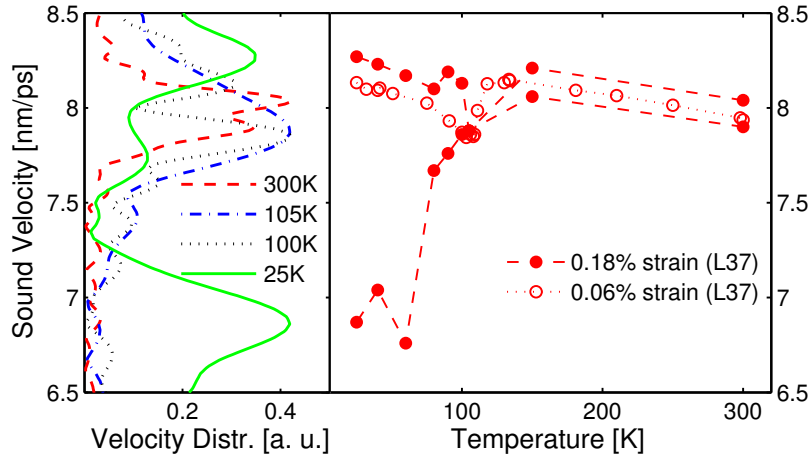 8.5
8
7.5
7
6.5
Sound Velocity [nm/ps]
300K
105K
100K
25K
0.2
0.4
Velocity Distr. [a. u.]
0.18% strain (L37)
0.06% strain (L37)
100
200
300
Temperature [K]
8.5
8
7.5
7
6.5